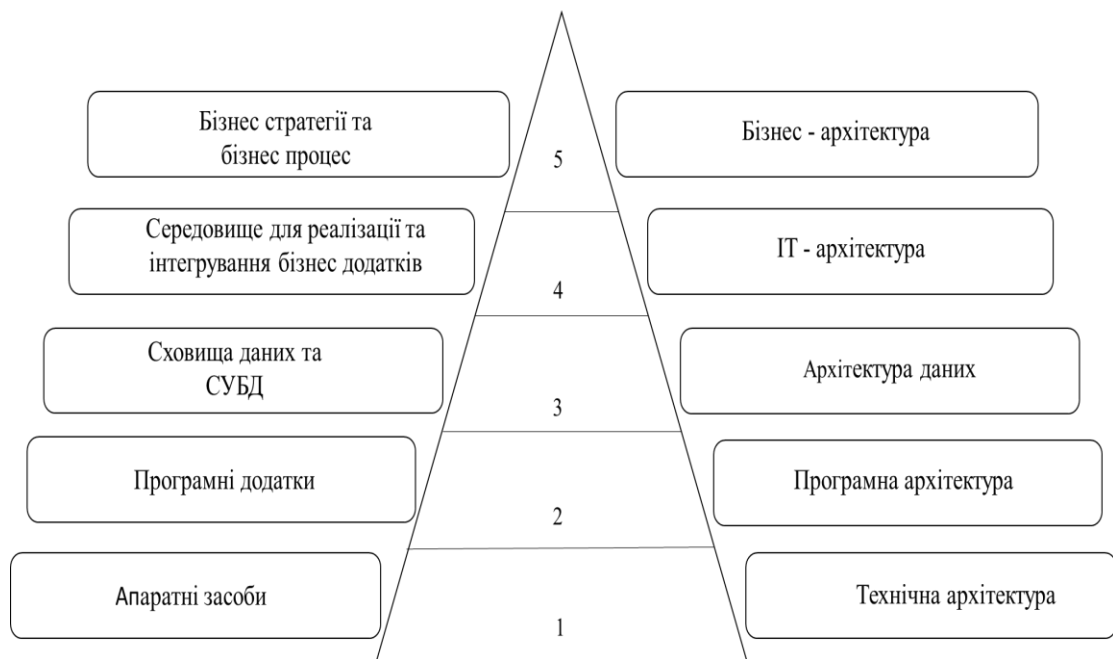 Бізнес стратегії та
бізнес процес
5
Бізнес - архітектура
Середовище для реалізації та
інтегрування бізнес додатків
4
ІТ - архітектура
Сховища даних та
СУБД
3
Архітектура даних
Програмні додатки
2
Програмна архітектура
Апаратні засоби
1
Технічна архітектура